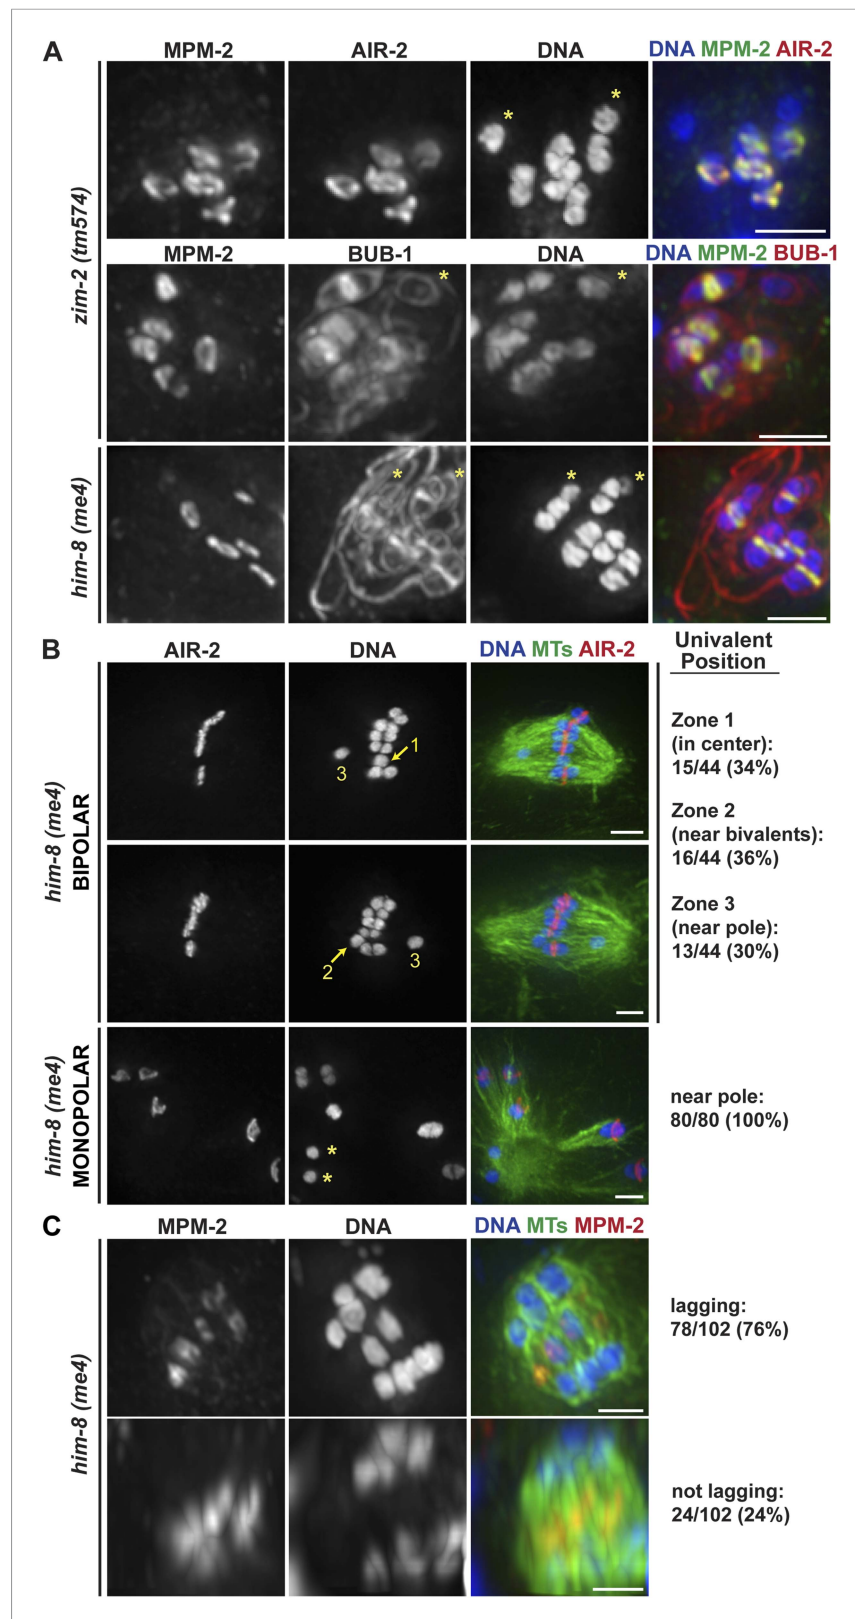 A
MPM-2 AIR-2 DNA DNA MPM-2 AIR-2
* *
zim-2 (tm574)
MPM-2 BUB-1 DNA DNA MPM-2 BUB-1
* *
him-8 (me4)
* * * *
B
AIR-2 DNA DNA MTs AIR-2
Univalent
Position
him-8 (me4)
BIPOLAR
1
3
Zone 1
(in center):
15/44 (34%)
Zone 2
(near bivalents):
16/44 (36%)
2
3
Zone 3
(near pole):
13/44 (30%)
him-8 (me4)
MONOPOLAR
*
*
near pole:
80/80 (100%)
C
MPM-2 DNA DNA MTs MPM-2
him-8 (me4)
lagging:
78/102 (76%)
not lagging:
24/102 (24%)